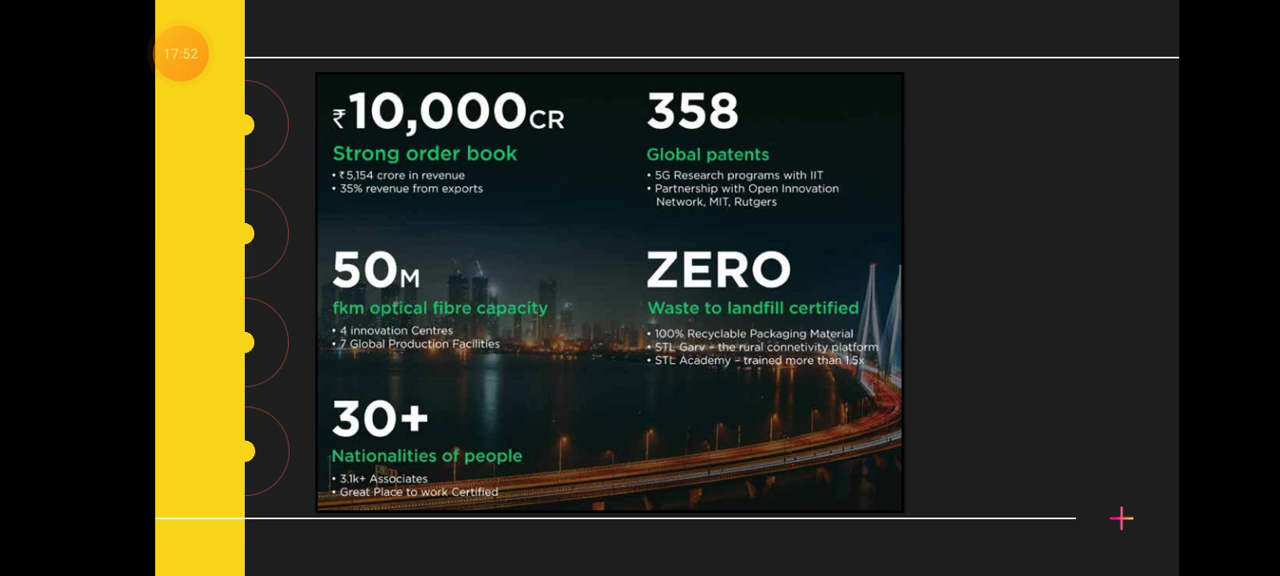 17:52
₹10,000CR
Strong order book
• ₹5,154 crore in revenue
• 35% revenue from exports
358
Global patents
• 5G Research programs with IIT
• Partnership with Open Innovation
Network, MIT, Rutgers
50M
fkm optical fibre capacity
• 4 innovation Centres
• 7 Global Production Facilities
ZERO
Waste to landfill certified
• 100% Recyclable Packaging Material
• STL Garv – the rural connetivity platform
• STL Academy – trained more than 1.5x
30+
Nationalities of people
• 3.1k+ Associates
• Great Place to work Certified